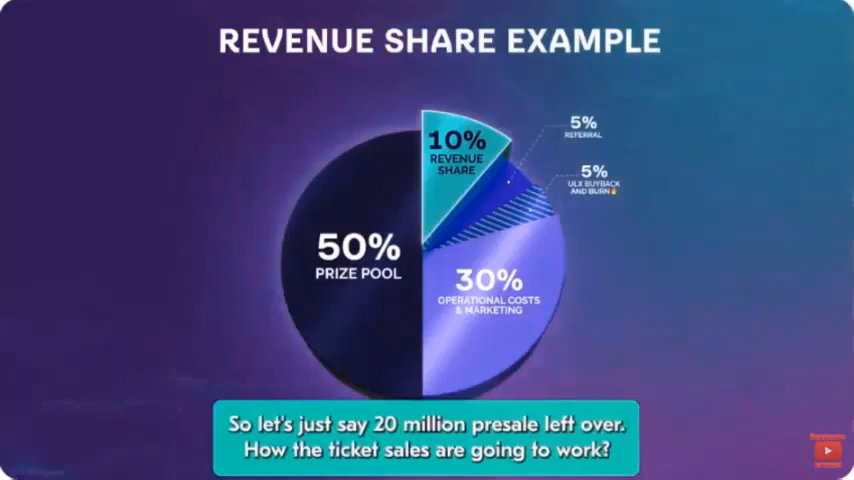 REVENUE SHARE EXAMPLE
10%
REVENUE
SHARE
5%
REFERRAL
5%
ULX BUYBACK
AND BURN🔥
50%
PRIZE POOL
30%
OPERATIONAL COSTS
& MARKETING
So let's just say 20 million presale left over.
How the ticket sales are going to work?